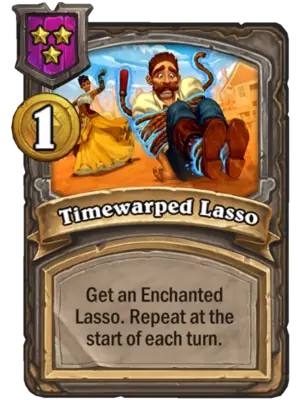 1
Timewarped Lasso
Get an Enchanted
Lasso. Repeat at the
start of each turn.